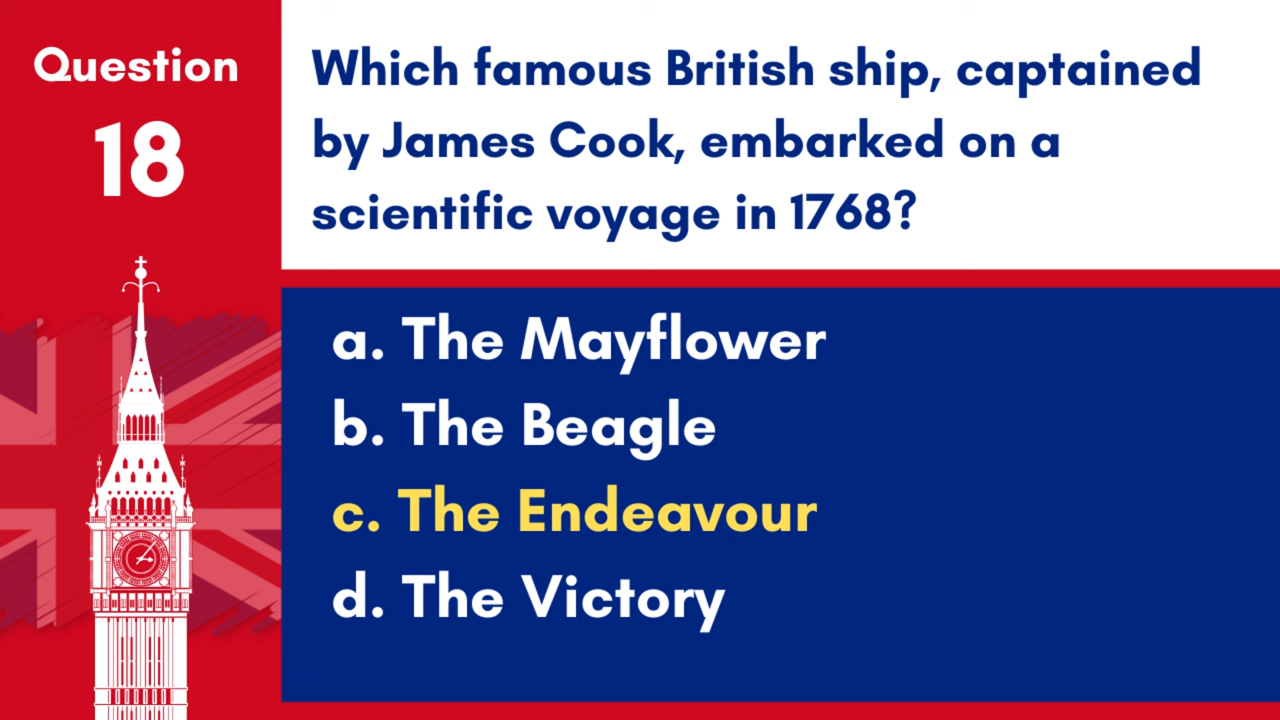 Question
18
Which famous British ship, captained
by James Cook, embarked on a
scientific voyage in 1768?
a. The Mayflower
b. The Beagle
c. The Endeavour
d. The Victory